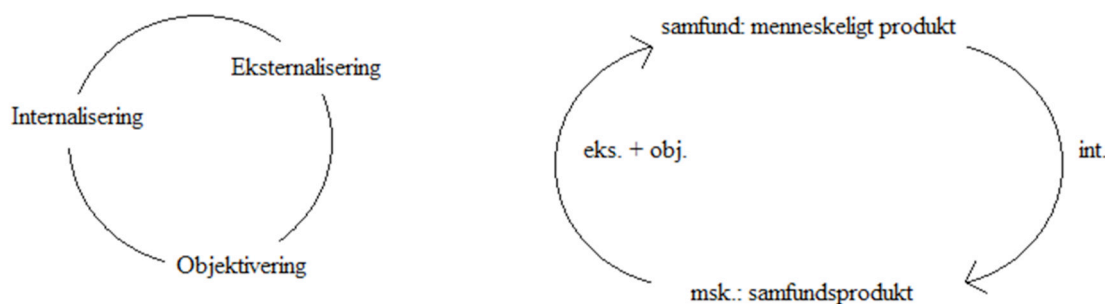 Eksternalisering
Internalisering
Objektivering
samfund: menneskeligt produkt
eks. + obj.
int.
msk.: samfundsprodukt